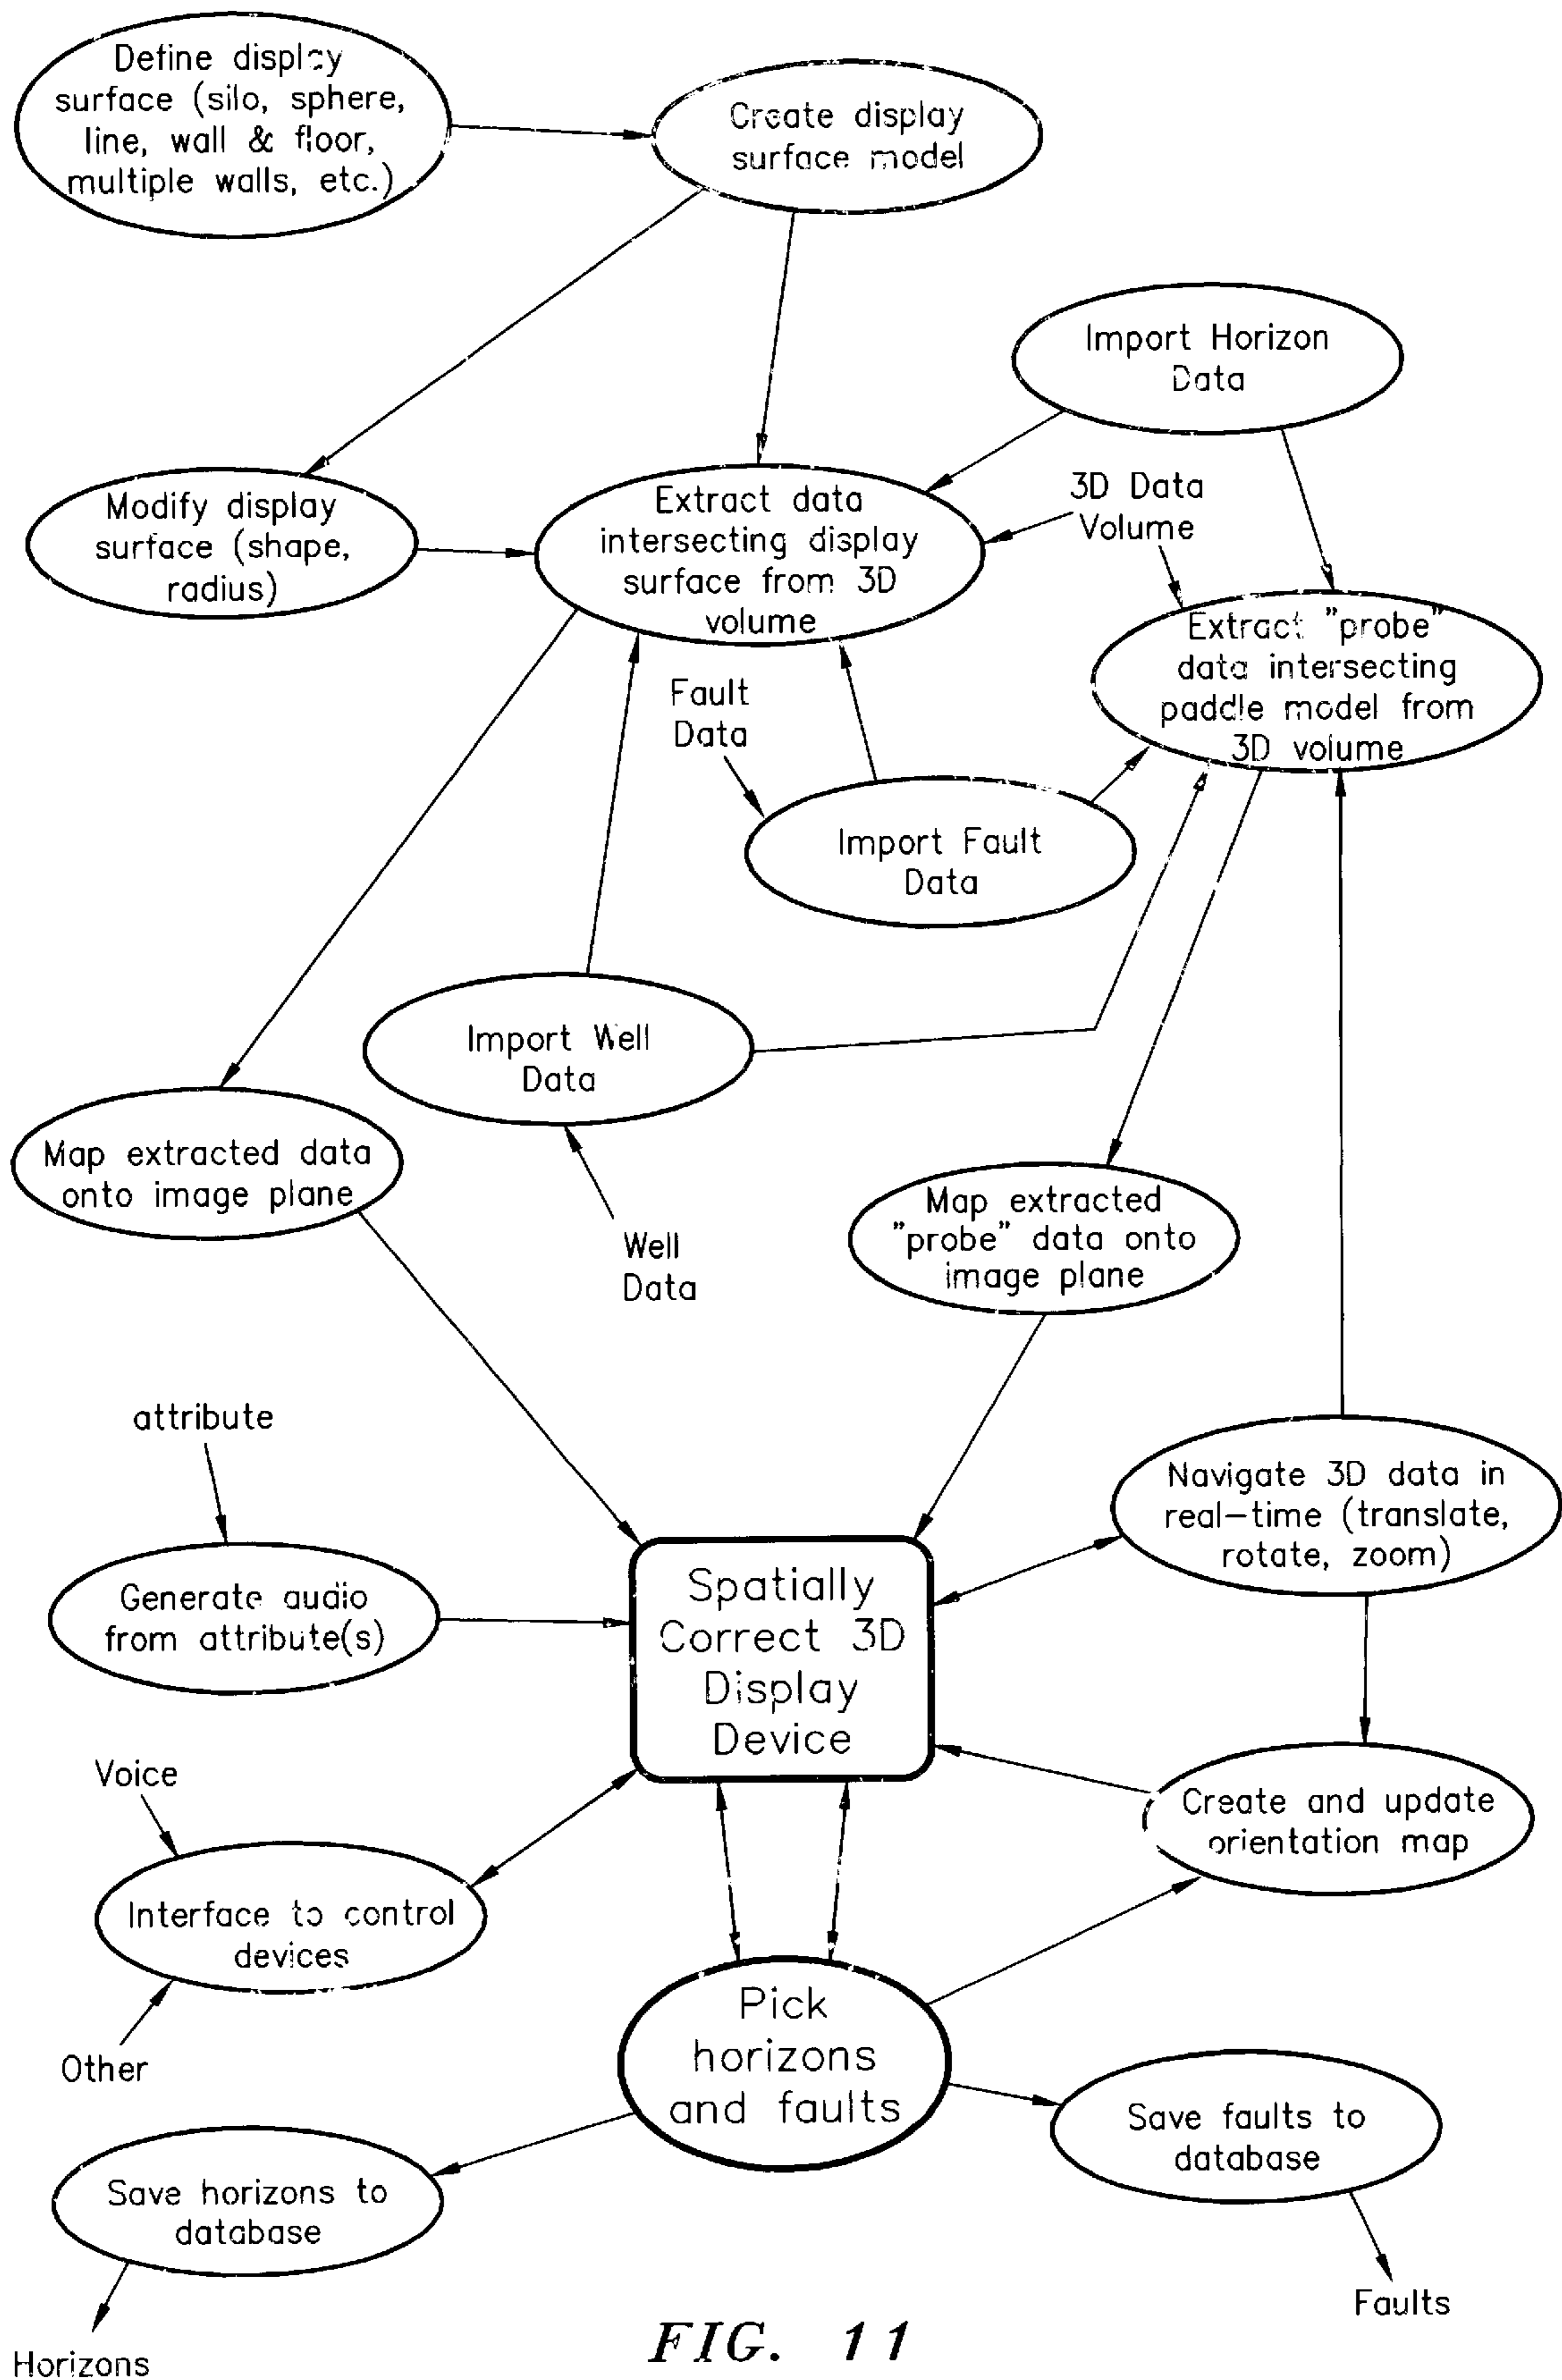 Define display
surface (silo, sphere,
line, wall & floor,
multiple walls, etc.)
Create display
surface model
Import Horizon
Data
Modify display
surface (shape,
radius)
Extract data
intersecting display
surface from 3D
volume
3D Data
Volume
Extract "probe"
data intersecting
paddle model from
3D volume
Fault
Data
Import Fault
Data
Import Well
Data
Map extracted data
onto image plane
Well
Data
Map extracted
"probe" data onto
image plane
attribute
Navigate 3D data in
real-time (translate,
rotate, zoom)
Generate audio
from attribute(s)
Spatially
Correct 3D
Display
Device
Voice
Create and update
orientation map
Interface to control
devices
Other
Pick
horizons
and faults
Save faults to
database
Save horizons to
database
Faults
Horizons
FIG. 11